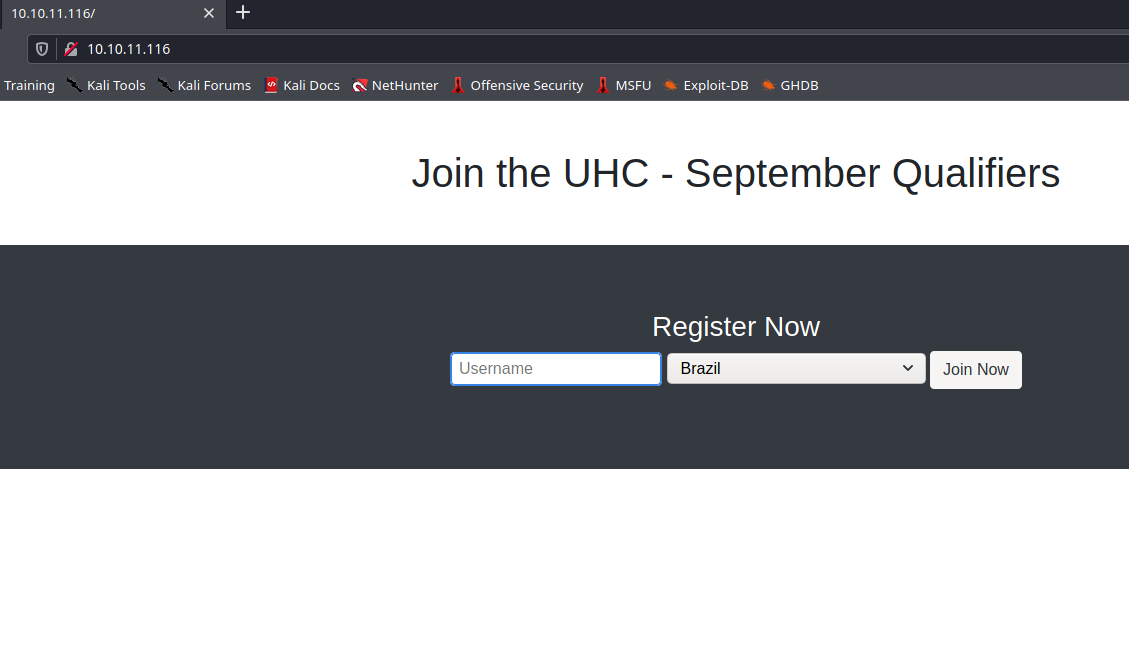 10.10.11.116/
10.10.11.116
Training Kali Tools Kali Forums Kali Docs NetHunter Offensive Security MSFU Exploit-DB GHDB
Join the UHC - September Qualifiers
Register Now
Username Brazil Join Now